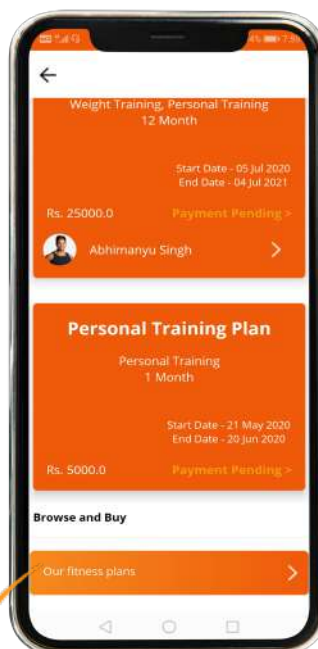 Weight Training, Personal Training
12 Month
Start Date - 05 Jul 2020
End Date - 04 Jul 2021
Rs. 25000.0
Payment Pending >
Abhimanyu Singh
Personal Training Plan
Personal Training
1 Month
Start Date - 21 May 2020
End Date - 20 Jun 2020
Rs. 5000.0
Payment Pending >
Browse and Buy
Our fitness plans